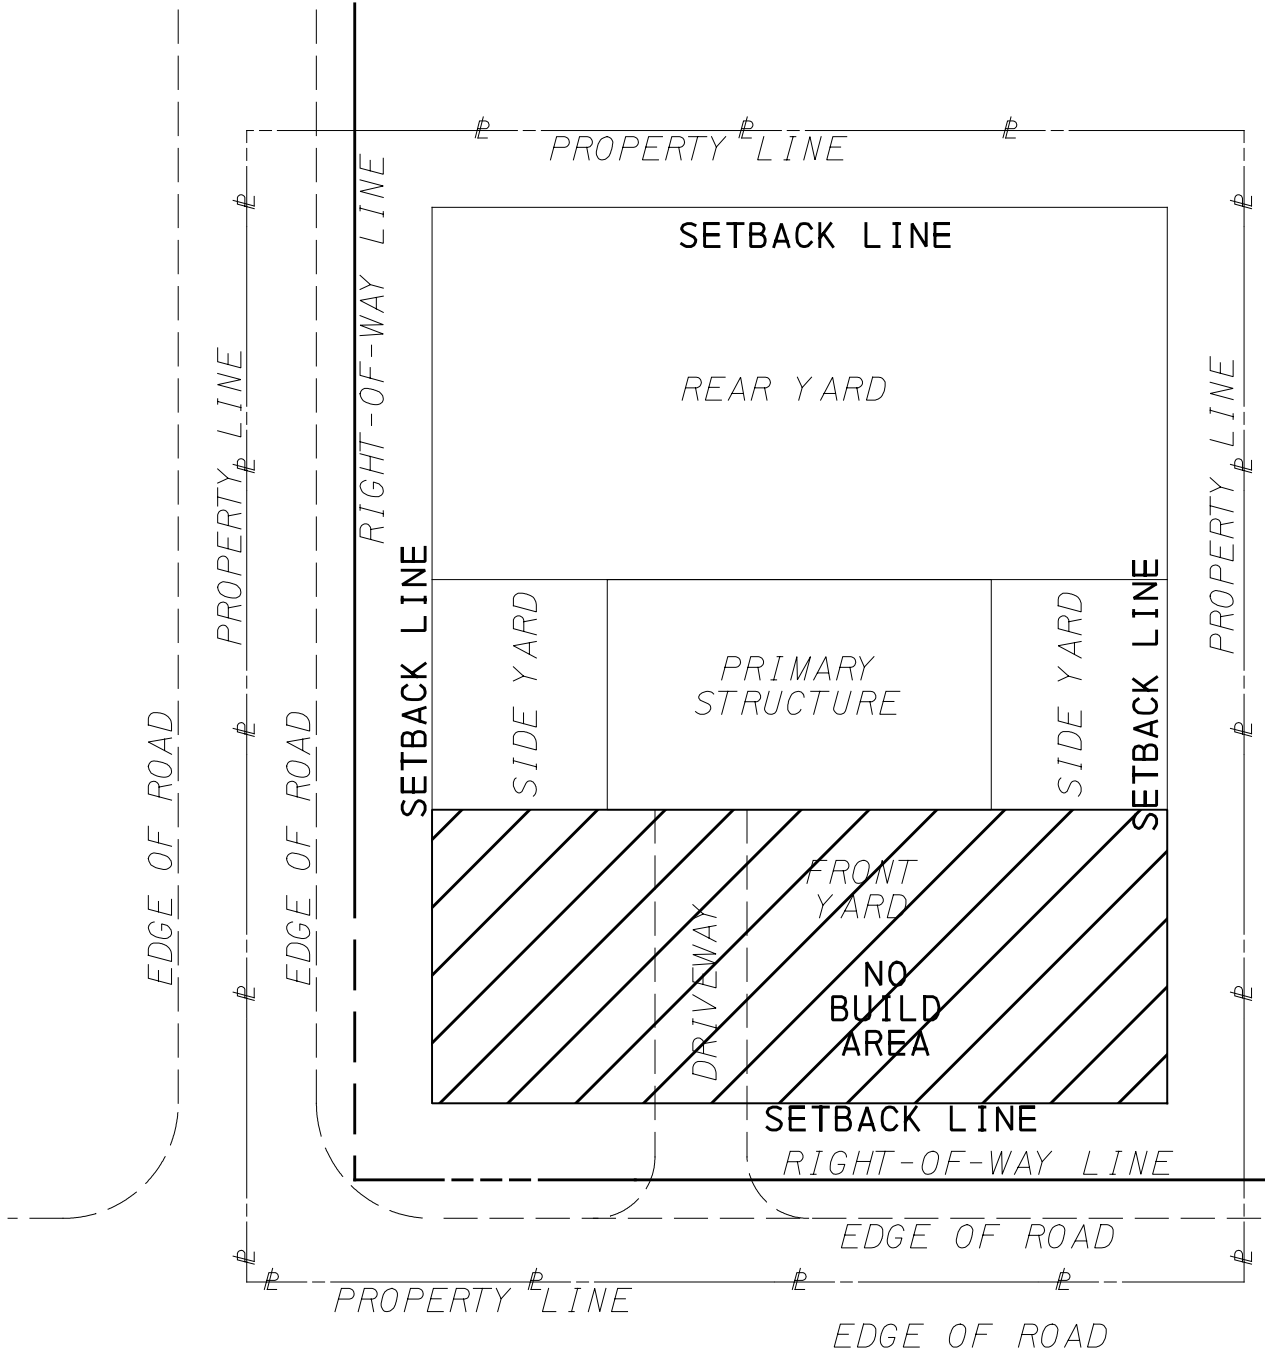 PROPERTY LINE
SETBACK LINE
RIGHT-OF-WAY LINE
REAR YARD
PROPERTY LINE
PROPERTY LINE
SETBACK LINE
SETBACK LINE
SIDE YARD
PRIMARY
STRUCTURE
SIDE YARD
EDGE OF ROAD
EDGE OF ROAD
FRONT
YARD
DRIVEWAY
NO
BUILD
AREA
SETBACK LINE
RIGHT-OF-WAY LINE
EDGE OF ROAD
PROPERTY LINE
EDGE OF ROAD